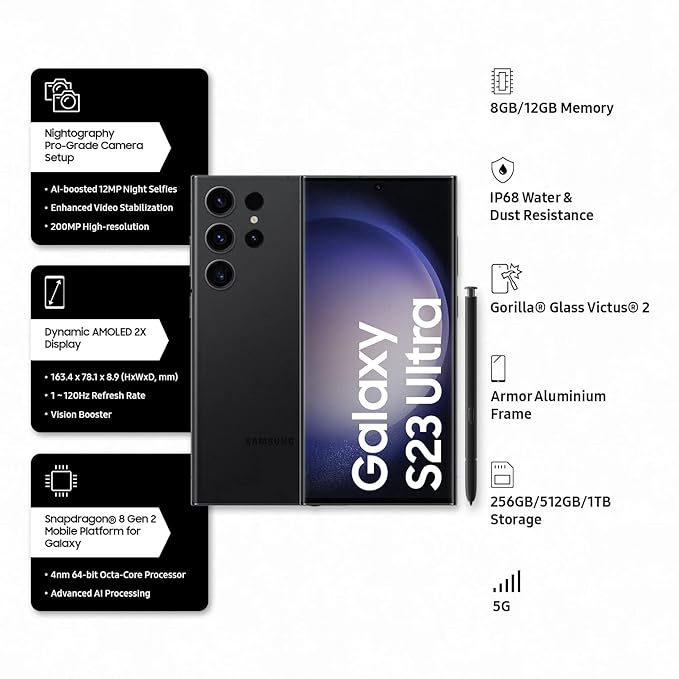 Nightography
Pro-Grade Camera
Setup
• AI-boosted 12MP Night Selfies
• Enhanced Video Stabilization
• 200MP High-resolution
Dynamic AMOLED 2X
Display
• 163.4 x 78.1 x 8.9 (HxWxD, mm)
• 1 ~ 120Hz Refresh Rate
• Vision Booster
Snapdragon® 8 Gen 2
Mobile Platform for
Galaxy
• 4nm 64-bit Octa-Core Processor
• Advanced AI Processing
SAMSUNG
Galaxy
S23 Ultra
8GB/12GB Memory
IP68 Water &
Dust Resistance
Gorilla® Glass Victus® 2
Armor Aluminium
Frame
256GB/512GB/1TB
Storage
5G